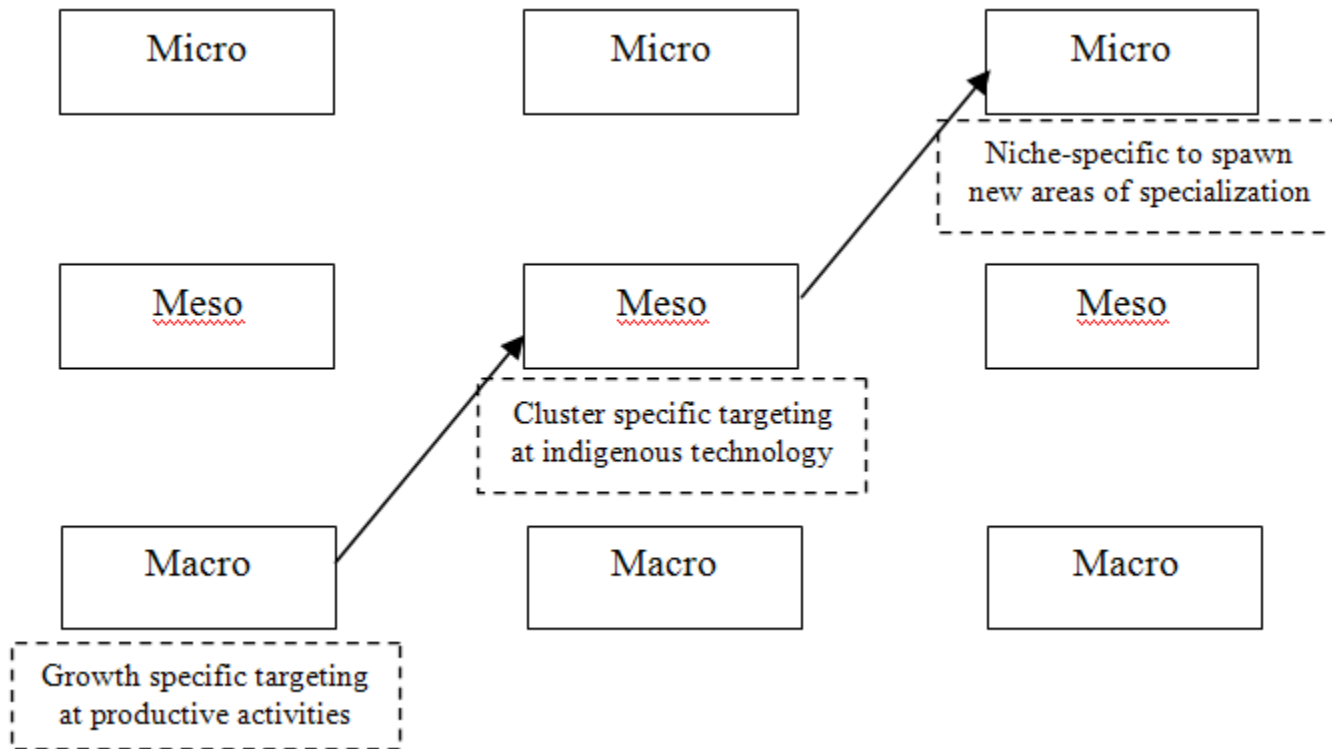 Micro
Micro
Micro
Niche-specific to spawn
new areas of specialization
Meso
Meso
Meso
Cluster specific targeting
at indigenous technology
Macro
Macro
Macro
Growth specific targeting
at productive activities